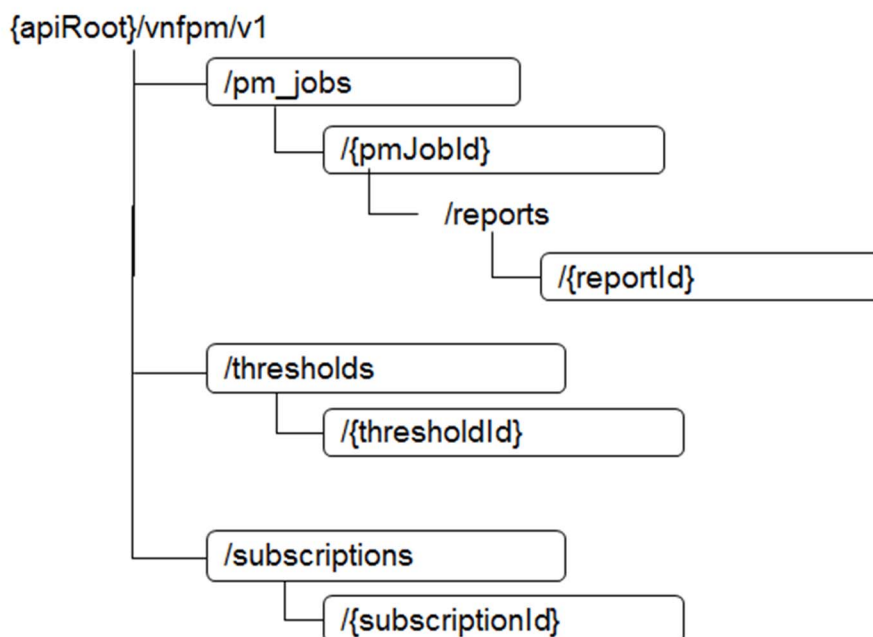 {apiRoot}/vnfpm/v1
/pm_jobs
/{pmJobId}
/reports
/{reportId}
/thresholds
/{thresholdId}
/subscriptions
/{subscriptionId}